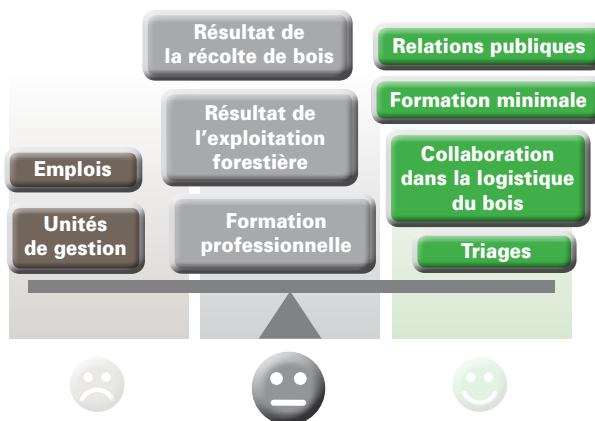 Emplois
Unités
de gestion
Résultat de
la récolte de bois
Résultat de
l'exploitation
forestière
Formation
professionnelle
Relations publiques
Formation minimale
Collaboration
dans la logistique
du bois
Triages